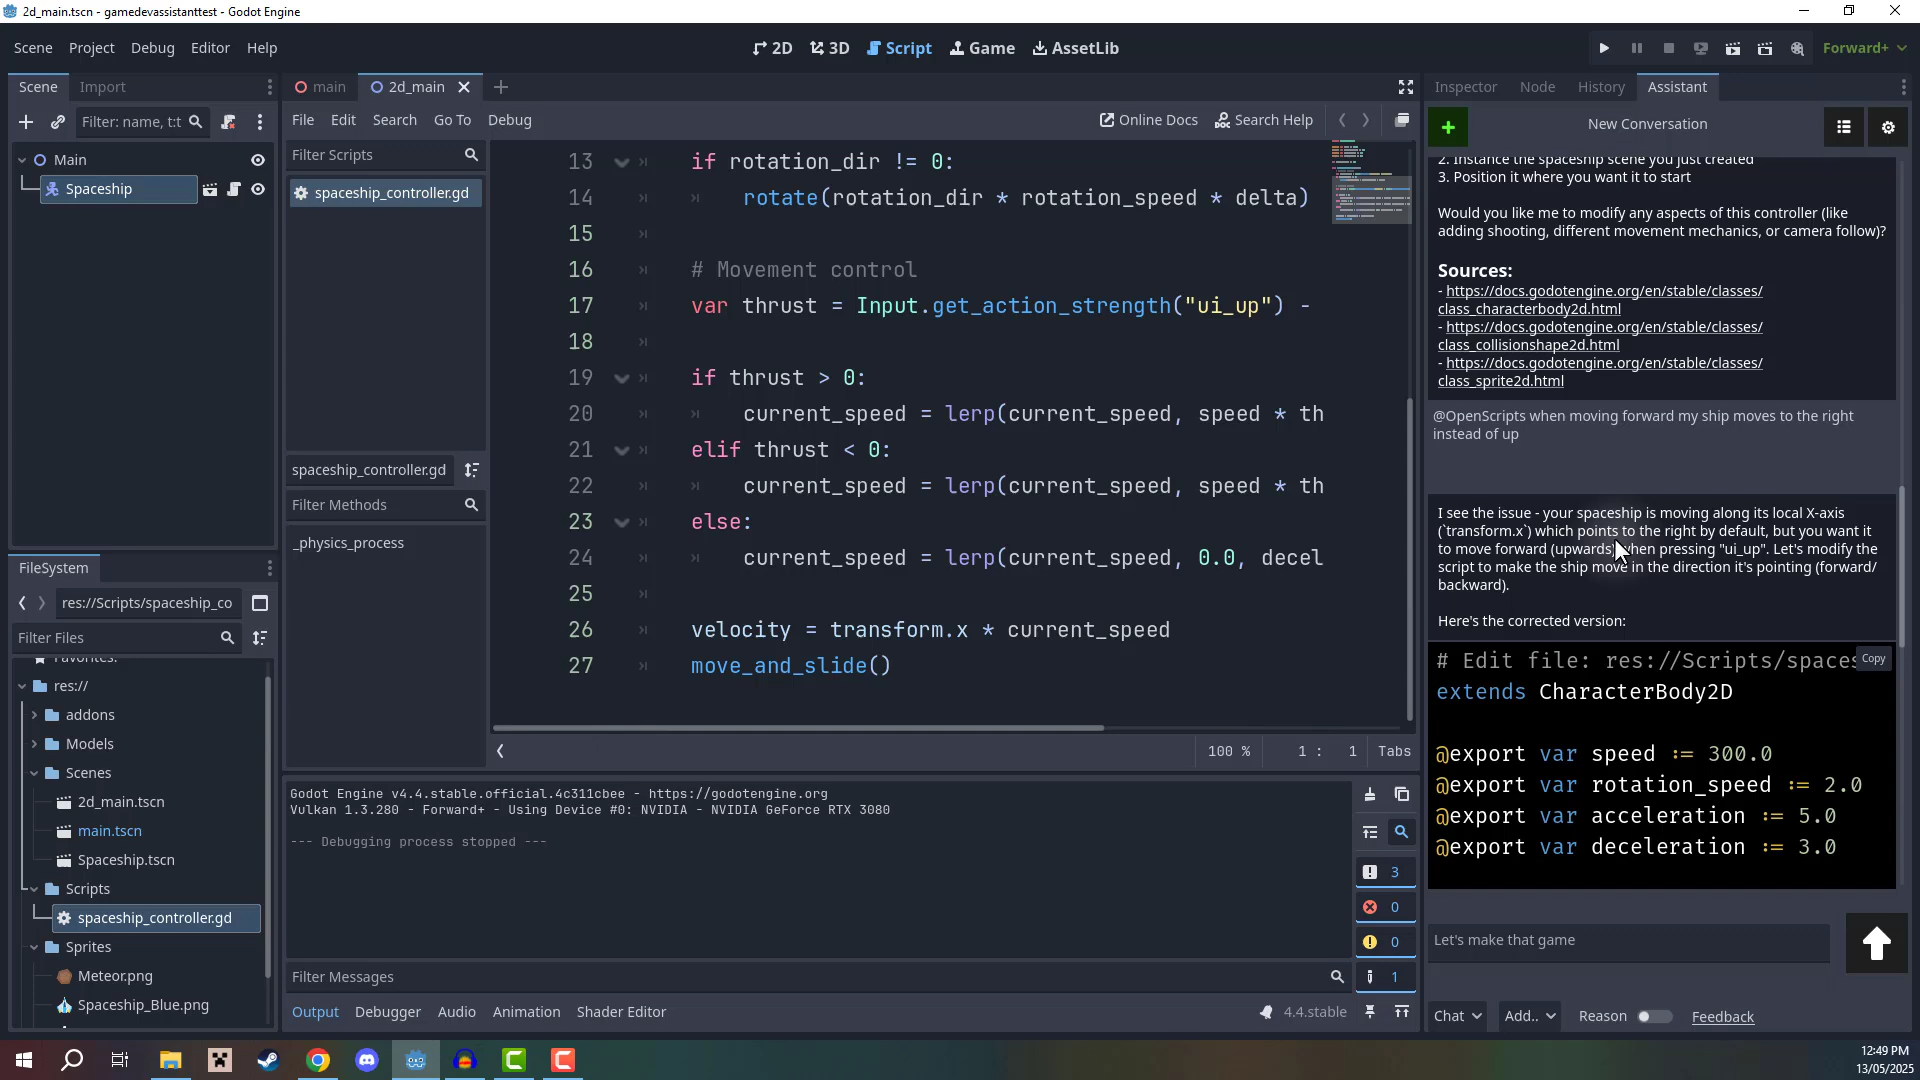 2d_main.tscn - gamedevassistanttest - Godot Engine
Scene Project Debug Editor Help
2D 3D Script Game AssetLib
Forward+
Scene Import
main 2d_main
Inspector Node History Assistant
Filter: name, t:t
File Edit Search Go To Debug
Online Docs Search Help
New Conversation
Main
Spaceship
Filter Scripts
spaceship_controller.gd
spaceship_controller.gd
Filter Methods
_physics_process
13 if rotation_dir != 0:
14 rotate(rotation_dir * rotation_speed * delta)
15
16 # Movement control
17 var thrust = Input.get_action_strength("ui_up") -
18
19 if thrust > 0:
20 current_speed = lerp(current_speed, speed * th
21 elif thrust < 0:
22 current_speed = lerp(current_speed, speed * th
23 else:
24 current_speed = lerp(current_speed, 0.0, decel
25
26 velocity = transform.x * current_speed
27 move_and_slide()
100 % 1 : 1 Tabs
FileSystem
res://Scripts/spaceship_co
Filter Files
Favorites:
res://
addons
Models
Scenes
2d_main.tscn
main.tscn
Spaceship.tscn
Scripts
spaceship_controller.gd
Sprites
Meteor.png
Spaceship_Blue.png
Godot Engine v4.4.stable.official.4c311cbee - https://godotengine.org
Vulkan 1.3.280 - Forward+ - Using Device #0: NVIDIA - NVIDIA GeForce RTX 3080
--- Debugging process stopped ---
3
0
0
1
Filter Messages
Output Debugger Audio Animation Shader Editor
4.4.stable
2. Instance the spaceship scene you just created
3. Position it where you want it to start
Would you like me to modify any aspects of this controller (like
adding shooting, different movement mechanics, or camera follow)?
Sources:
- https://docs.godotengine.org/en/stable/classes/
class_characterbody2d.html
- https://docs.godotengine.org/en/stable/classes/
class_collisionshape2d.html
- https://docs.godotengine.org/en/stable/classes/
class_sprite2d.html
@OpenScripts when moving forward my ship moves to the right
instead of up
I see the issue - your spaceship is moving along its local X-axis
(`transform.x`) which points to the right by default, but you want it
to move forward (upwards) when pressing "ui_up". Let's modify the
script to make the ship move in the direction it's pointing (forward/
backward).
Here's the corrected version:
# Edit file: res://Scripts/spaces
Copy
extends CharacterBody2D
@export var speed := 300.0
@export var rotation_speed := 2.0
@export var acceleration := 5.0
@export var deceleration := 3.0
Let's make that game
Chat Add.. Reason Feedback
12:49 PM
13/05/2025